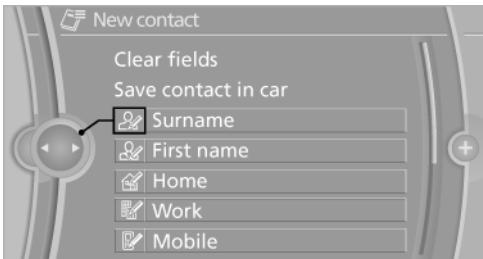 New contact
Clear fields
Save contact in car
Surname
First name
Home
Work
Mobile